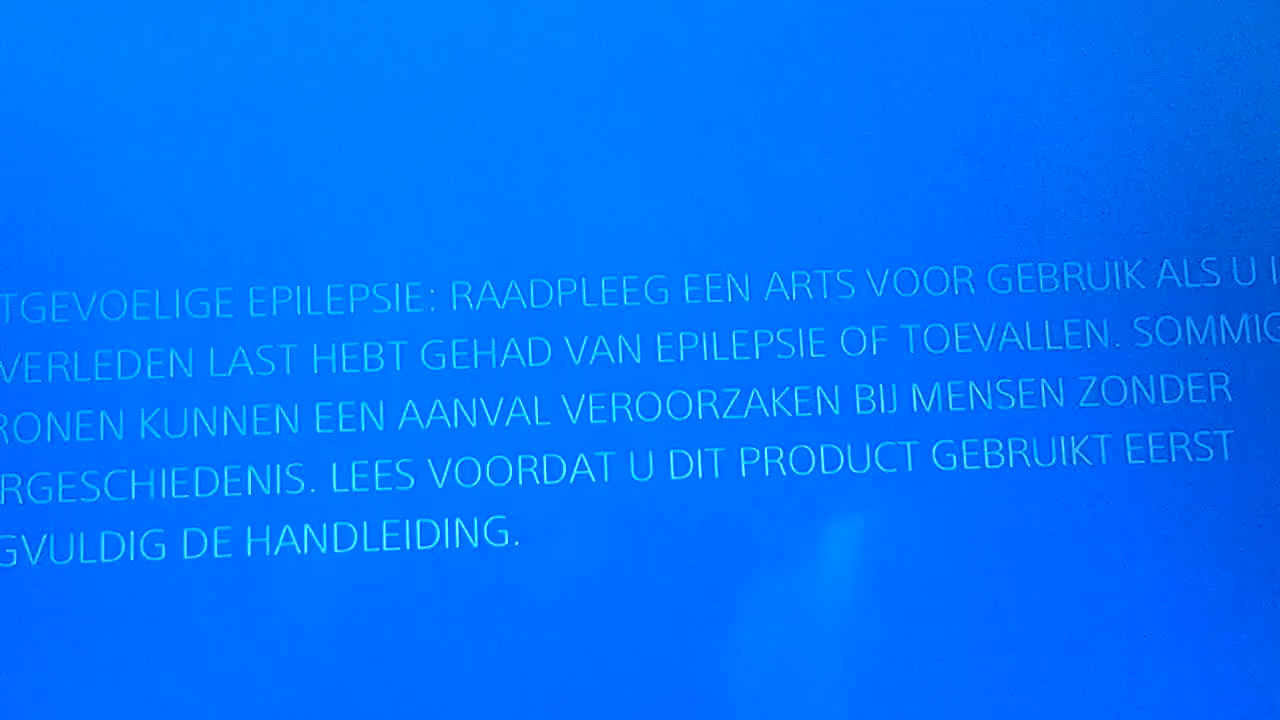 TGEVOELIGE EPILEPSIE: RAADPLEEG EEN ARTS VOOR GEBRUIK ALS U
VERLEDEN LAST HEBT GEHAD VAN EPILEPSIE OF TOEVALLEN. SOMMIG
RONEN KUNNEN EEN AANVAL VEROORZAKEN BIJ MENSEN ZONDER
RGESCHIEDENIS. LEES VOORDAT U DIT PRODUCT GEBRUIKT EERST
GVULDIG DE HANDLEIDING.